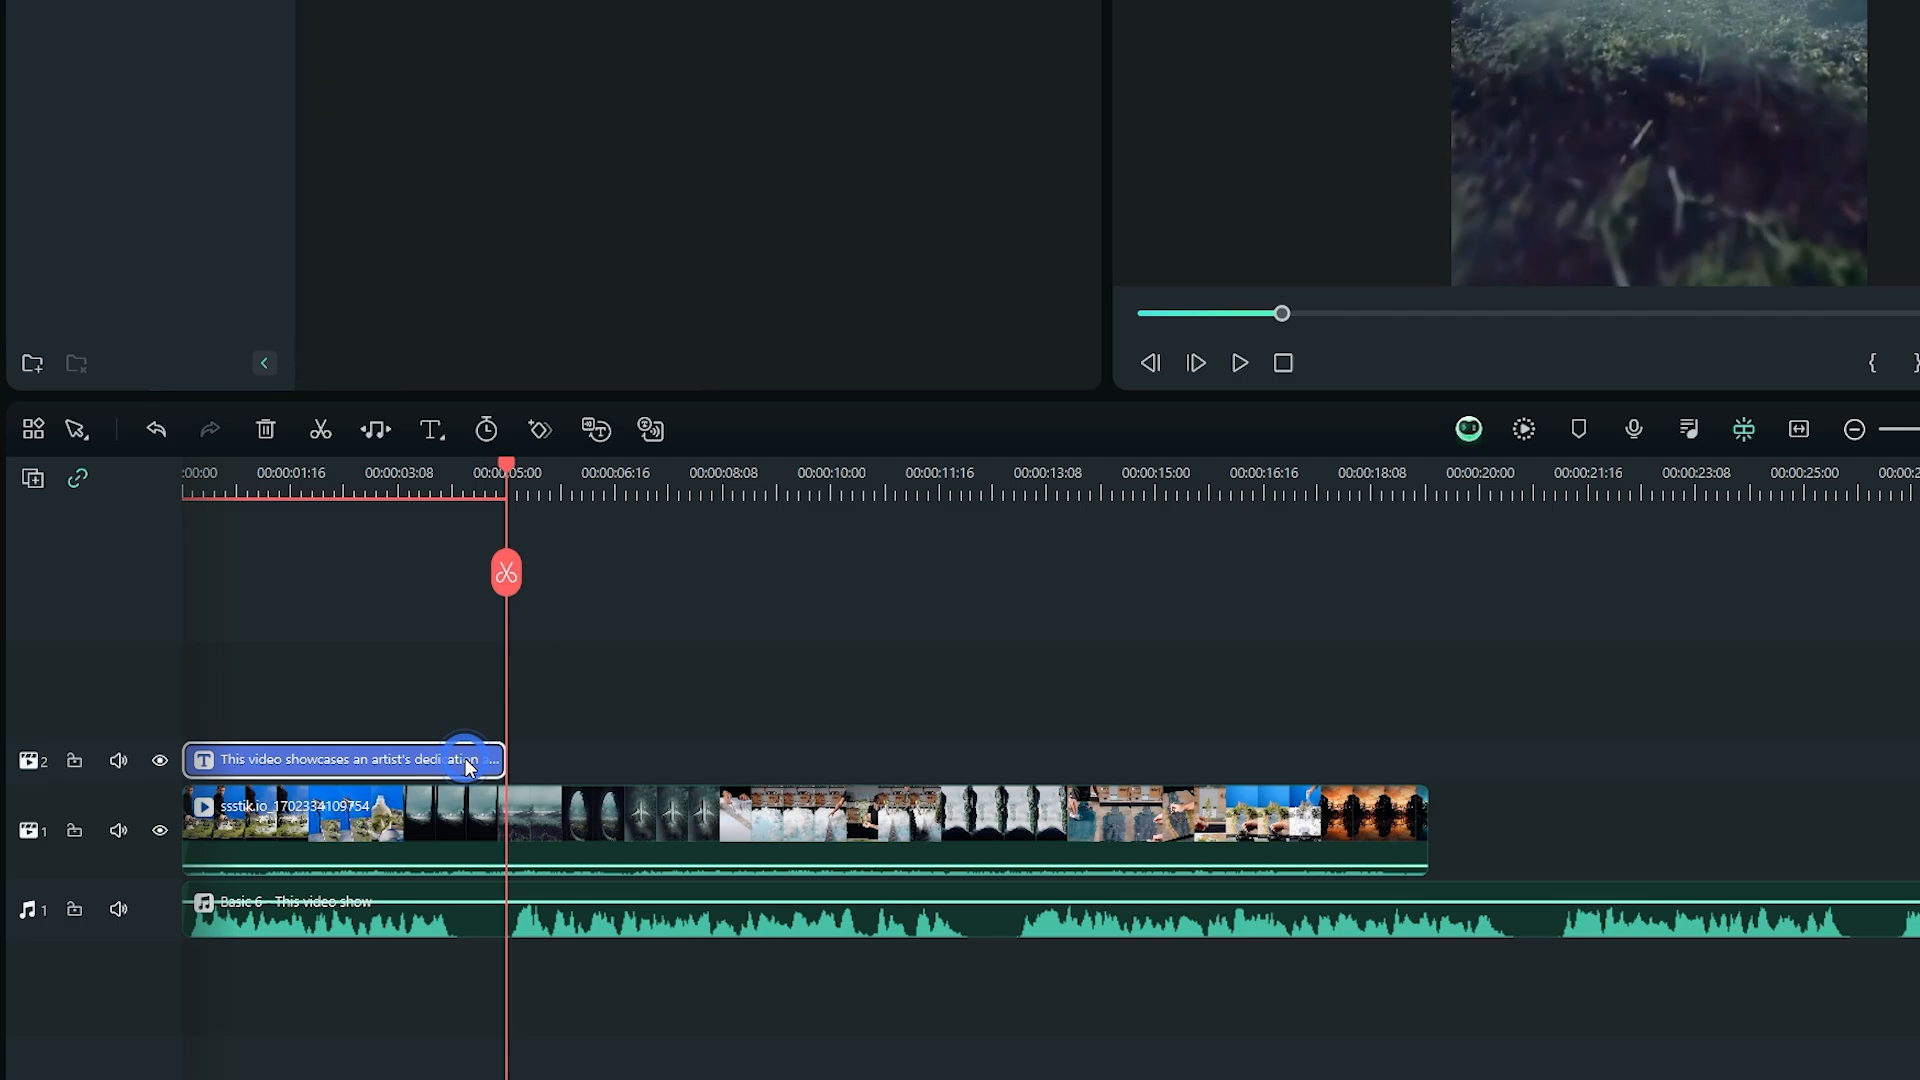 :00:00 00:00:01:16 00:00:03:08 00:00:05:00 00:00:06:16 00:00:08:08 00:00:10:00 00:00:11:16 00:00:13:08 00:00:15:00 00:00:16:16 00:00:18:08 00:00:20:00 00:00:21:16 00:00:23:08 00:00:25:00 00:00:2
2
T This video showcases an artist's dedication a...
ssstik.io_1702334109754
1
Basic 6 - This video show
1